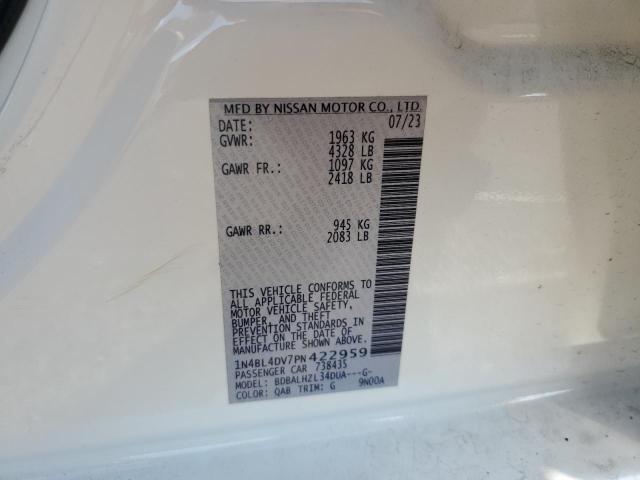 MFD BY NISSAN MOTOR CO., LTD.
DATE: 07/23
GVWR: 1963 KG
4328 LB
GAWR FR.: 1097 KG
2418 LB
GAWR RR.: 945 KG
2083 LB
THIS VEHICLE CONFORMS TO
ALL APPLICABLE FEDERAL
MOTOR VEHICLE SAFETY,
BUMPER, AND THEFT
PREVENTION STANDARDS IN
EFFECT ON THE DATE OF
MANUFACTURE SHOWN ABOVE.
1N4BL4DV7PN422959
PASSENGER CAR 738435
MODEL: BDBALHZL34DUA---G-
COLOR: QAB TRIM: G 9N00A